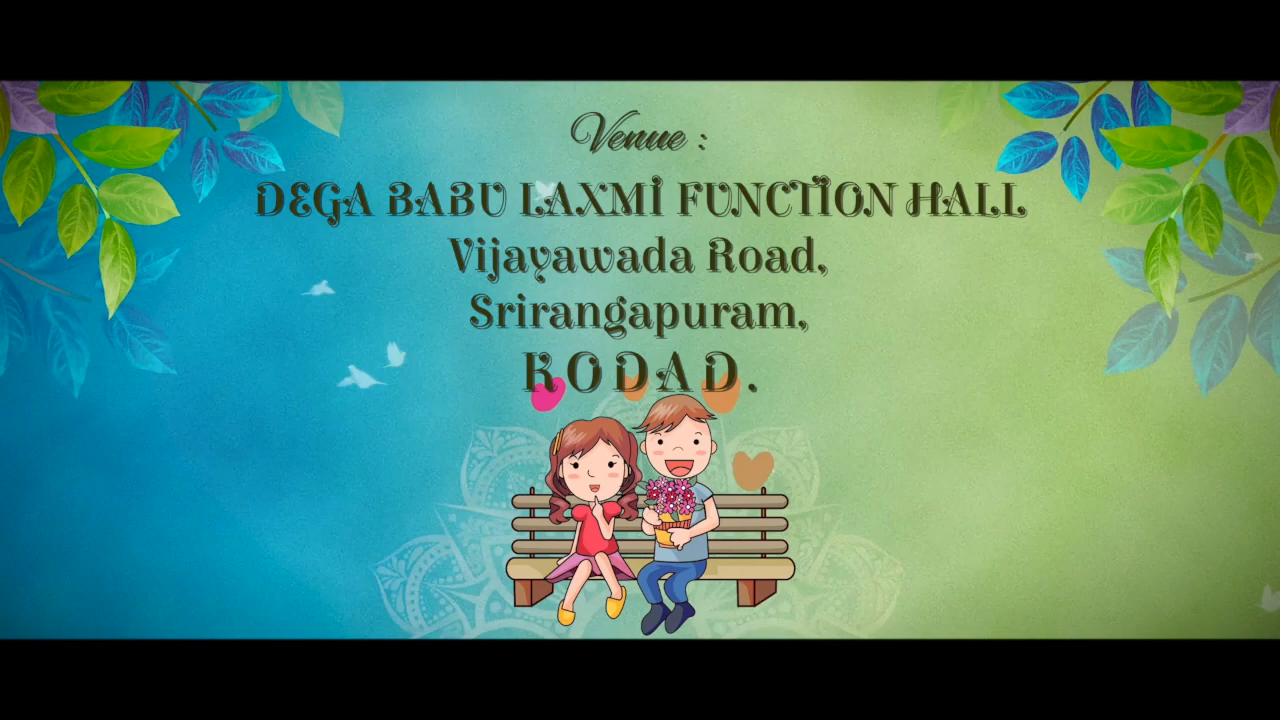 Venue :
DEGA BABU LAXMI FUNCTION HALL
Vijayawada Road,
Srirangapuram,
KODAD.